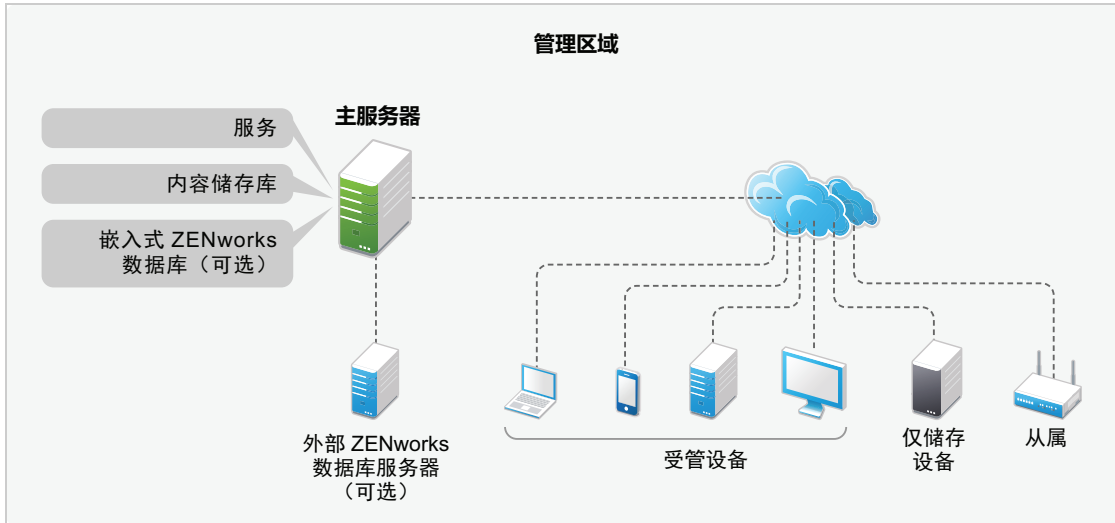 管理区域
主服务器
服务
内容储存库
嵌入式 ZENworks
数据库（可选）
外部 ZENworks
数据库服务器
（可选）
受管设备
仅储存
设备
从属